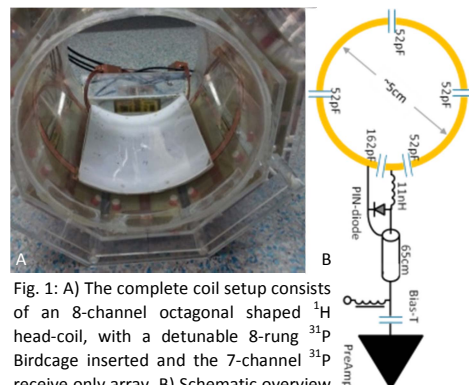 52pF
~5cm
52pF
52pF
162pF
52pF
11nH
PIN-diode
65cm
Bias-T
PreAmp
A
B
Fig. 1: A) The complete coil setup consists
of an 8-channel octagonal shaped ¹H
head-coil, with a detunable 8-rung ³¹P
Birdcage inserted and the 7-channel ³¹P
receive only array. B) Schematic overview